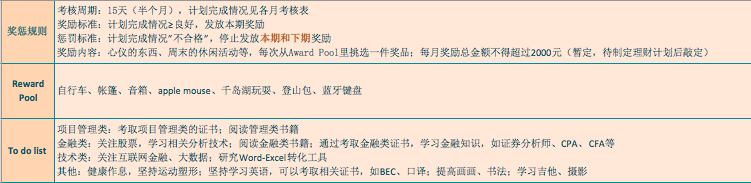 奖惩规则
考核周期：15天（半个月），计划完成情况见各月考核表
奖励标准：计划完成情况≥良好，发放本期奖励
惩罚标准：计划完成情况“不合格”，停止发放本期和下期奖励
奖励内容：心仪的东西、周末的休闲活动等，每次从Award Pool里挑选一件奖品；每月奖励总金额不得超过2000元（暂定，待制定理财计划后敲定）
Reward
Pool
自行车、帐篷、音箱、apple mouse、千岛湖玩耍、登山包、蓝牙键盘
To do list
项目管理类：考取项目管理类的证书；阅读管理类书籍
金融类：关注股票，学习相关分析技术；阅读金融类书籍；通过考取金融类证书，学习金融知识，如证券分析师、CPA、CFA等
技术类：关注互联网金融、大数据；研究Word-Excel转化工具
其他：健康作息，坚持运动塑形；坚持学习英语，可以考取相关证书，如BEC、口译；提高画画、书法；学习吉他、摄影